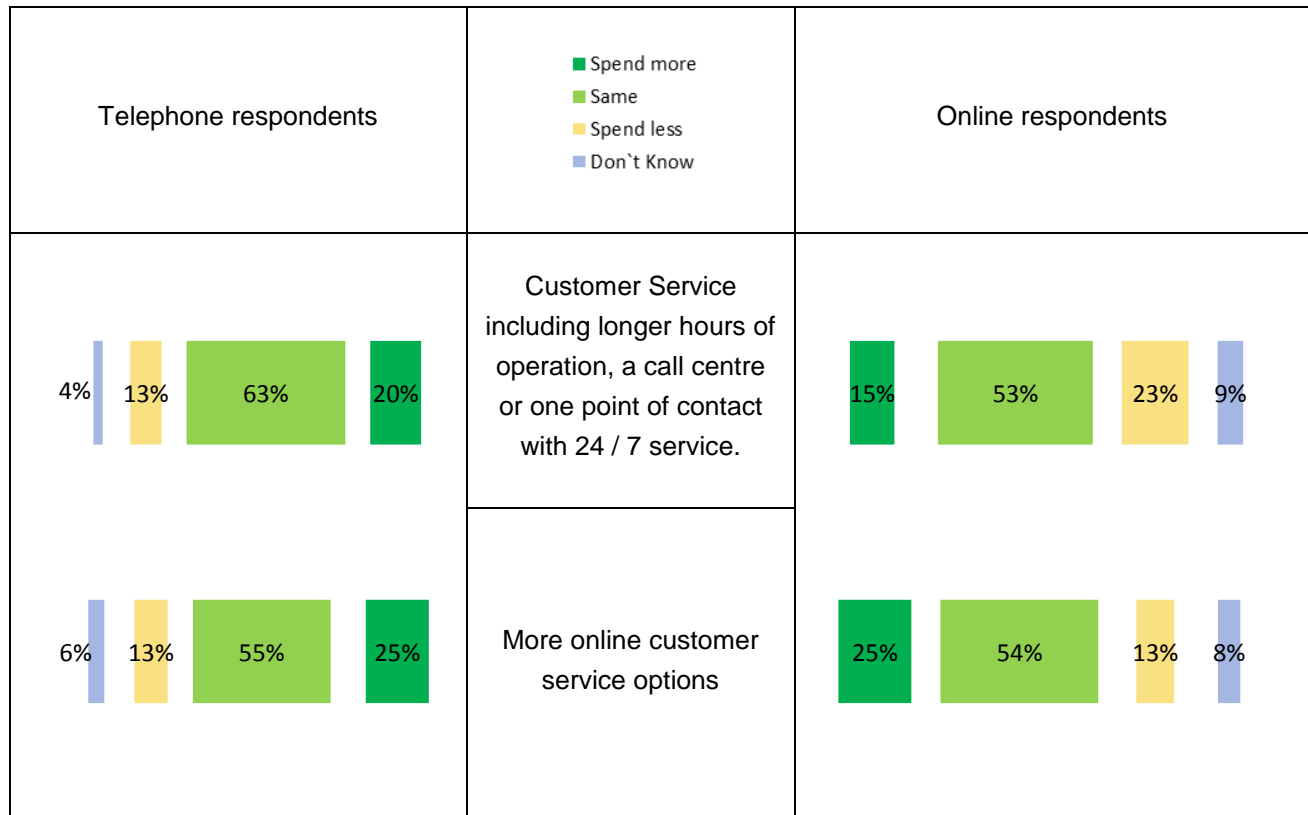 Telephone respondents
Spend more
Same
Spend less
Don`t Know
Online respondents
4%
13%
63%
20%
Customer Service
including longer hours of
operation, a call centre
or one point of contact
with 24 / 7 service.
15%
53%
23%
9%
6%
13%
55%
25%
More online customer
service options
25%
54%
13%
8%